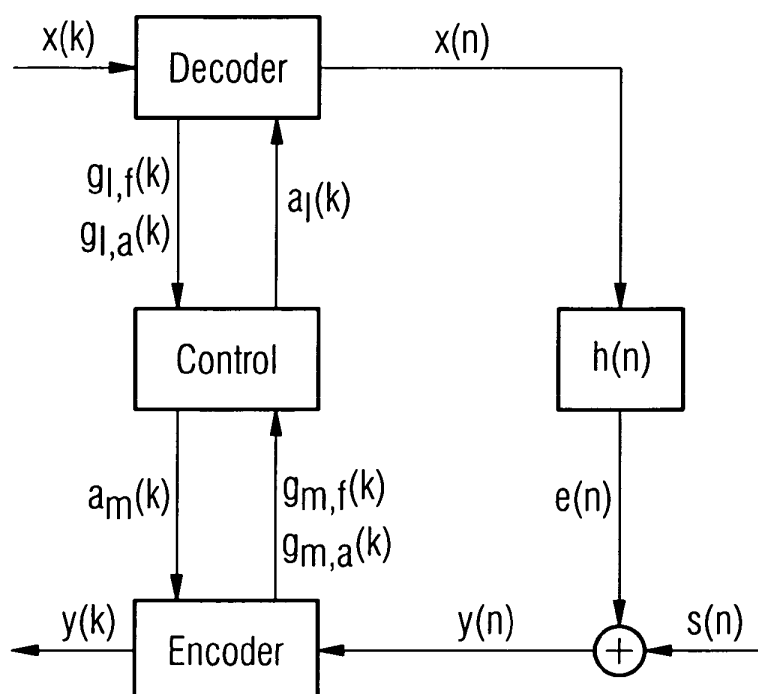 x(k)
Decoder
x(n)
g_l,f(k)
g_l,a(k)
a_l(k)
Control
h(n)
a_m(k)
g_m,f(k)
g_m,a(k)
e(n)
y(k)
Encoder
y(n)
+
s(n)